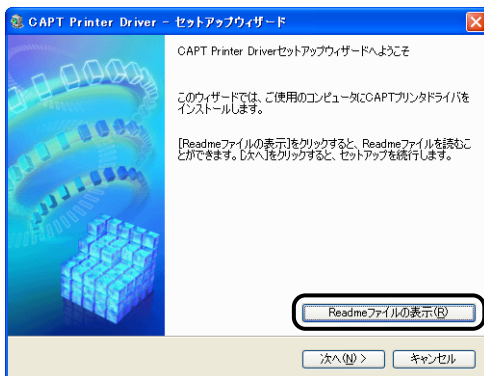 CAPT Printer Driver - セットアップウィザード
CAPT Printer Driverセットアップウィザードへようこそ
このウィザードでは、ご使用のコンピュータにCAPTプリンタドライバを
インストールします。
[Readmeファイルの表示]をクリックすると、Readmeファイルを読むこ
とができます。[次へ]をクリックすると、セットアップを続行します。
Readmeファイルの表示(R)
次へ(N) >
キャンセル